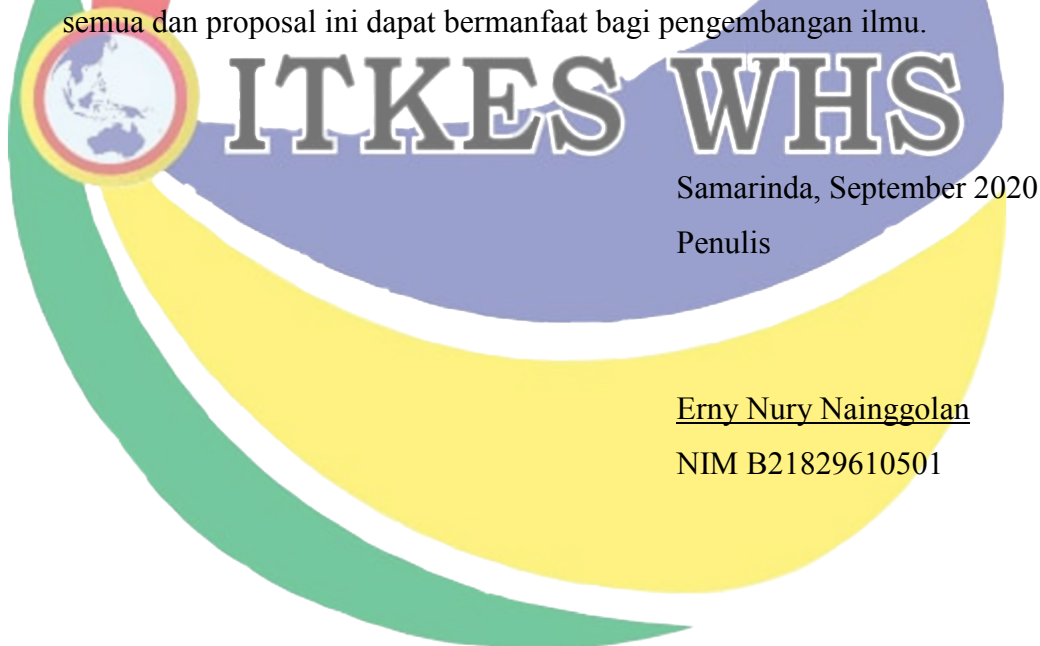 semua dan proposal ini dapat bermanfaat bagi pengembangan ilmu.
ITKES WHS
Samarinda, September 2020
Penulis
Erny Nury Nainggolan
NIM B21829610501